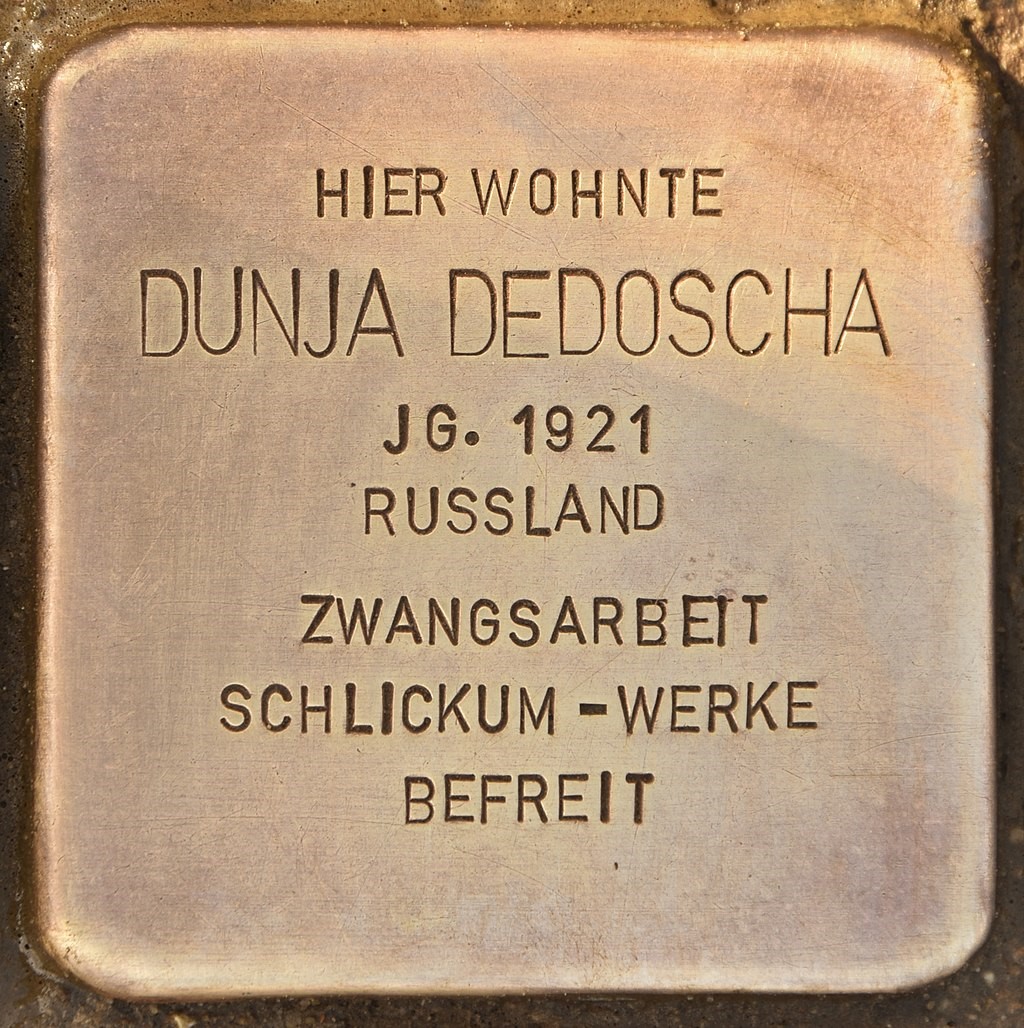 HIER WOHNTE
DUNJA DEDOSCHA
JG. 1921
RUSSLAND
ZWANGSARBEIT
SCHLICKUM-WERKE
BEFREIT